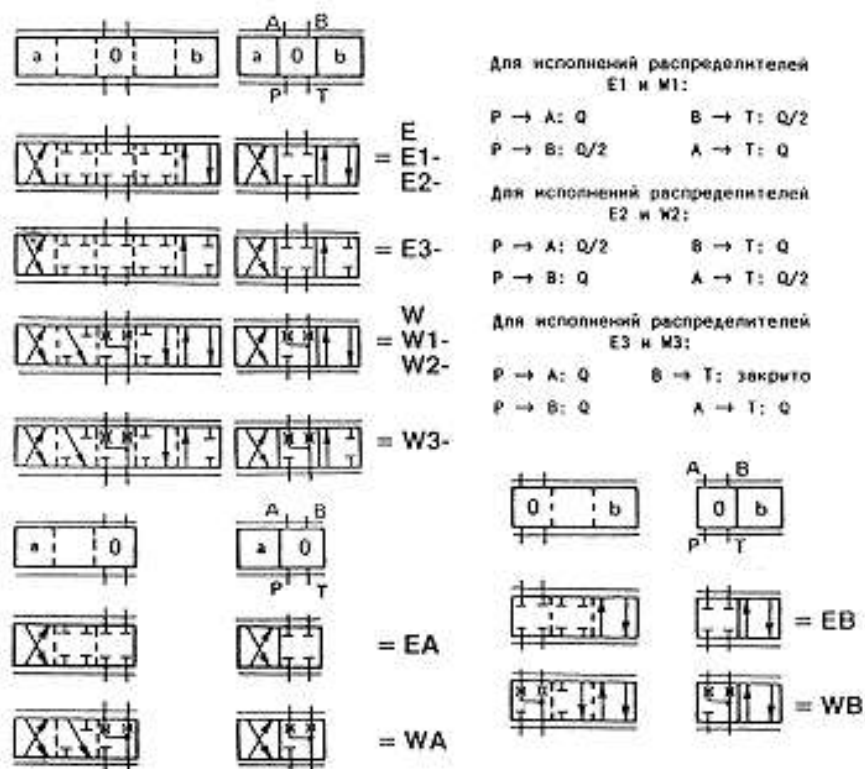 A B
a 0 b
a 0 b
P T
E
= E1-
E2-
= E3-
W
= W1-
W2-
= W3-
A B
a 0
a 0
P T
= EA
= WA
Для исполнений распределителей
E1 и W1:
P → A: Q B → T: Q/2
P → B: Q/2 A → T: Q
Для исполнений распределителей
E2 и W2:
P → A: Q/2 B → T: Q
P → B: Q A → T: Q/2
Для исполнений распределителей
E3 и W3:
P → A: Q B → T: закрыто
P → B: Q A → T: Q
A B
0 b
0 b
P T
= EB
= WB